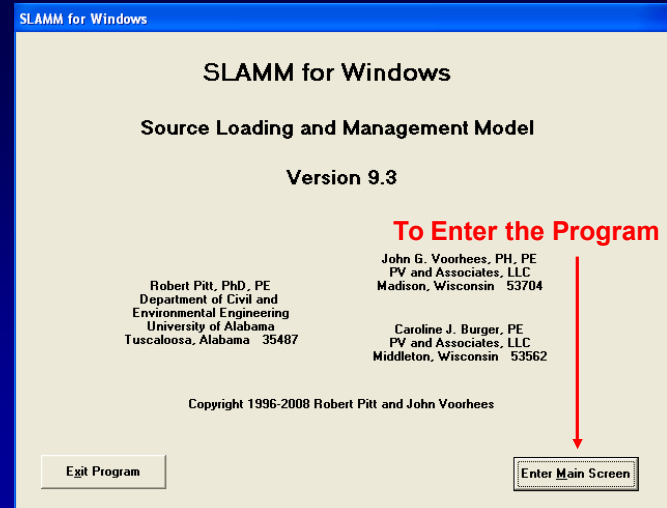 SLAMM for Windows
SLAMM for Windows
Source Loading and Management Model
Version 9.3
To Enter the Program
Robert Pitt, PhD, PE
Department of Civil and
Environmental Engineering
University of Alabama
Tuscaloosa, Alabama 35487
John G. Voorhees, PH, PE
PV and Associates, LLC
Madison, Wisconsin 53704
Caroline J. Burger, PE
PV and Associates, LLC
Middleton, Wisconsin 53562
Copyright 1996-2008 Robert Pitt and John Voorhees
Exit Program
Enter Main Screen